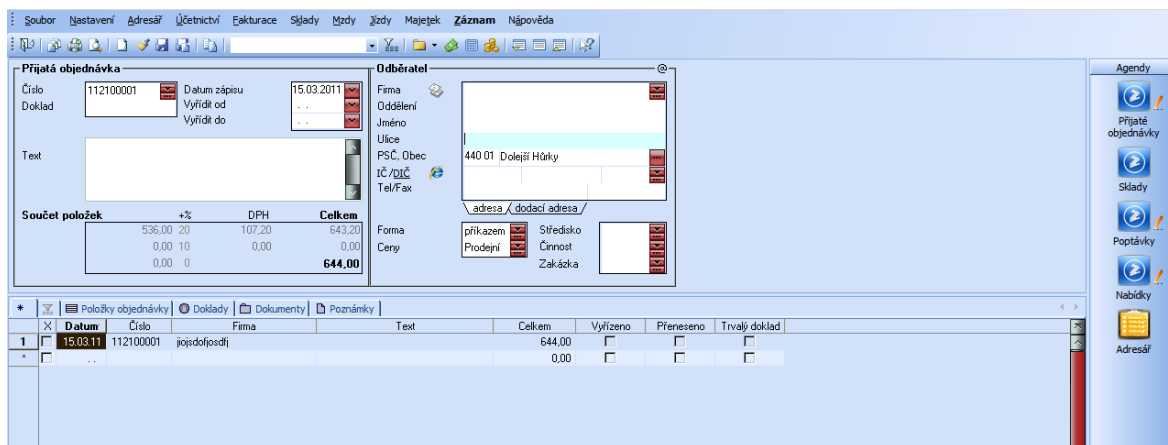 Soubor Nastavení Adresář Účetnictví Fakturace Sklady Mzdy Jízdy Majetek Záznam Nápověda
Přijatá objednávka
Číslo 112100001 Datum zápisu 15.03.2011
Doklad Vyřídit od . .
Vyřídit do . .
Text
Součet položek +% DPH Celkem
536,00 20 107,20 643,20
0,00 10 0,00 0,00
0,00 0 644,00
Odběratel @
Firma
Oddělení
Jméno
Ulice
PSČ, Obec 440 01 Dolejší Hůrky
IČ/DIČ
Tel/Fax
adresa dodací adresa
Forma příkazem Středisko
Ceny Prodejní Činnost
Zakázka
Agendy
Přijaté
objednávky
Sklady
Poptávky
Nabídky
Adresář
* Položky objednávky Doklady Dokumenty Poznámky
X Datum Číslo Firma Text Celkem Vyřízeno Přeneseno Trvalý doklad
1 15.03.11 112100001 jiojsdofjosdfj 644,00
* . . 0,00